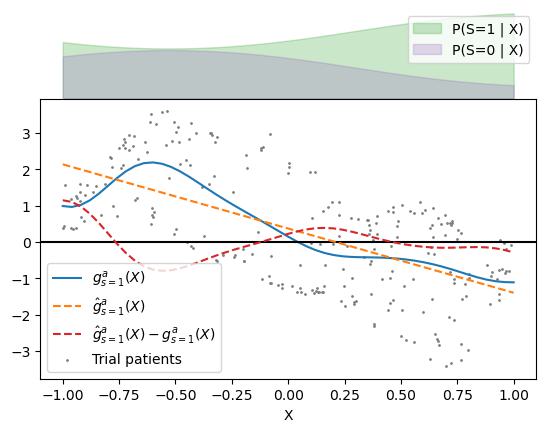 P(S=1 | X)
P(S=0 | X)
3
2
1
0
−1
−2
−3
g^a_{s=1}(X)
ĝ^a_{s=1}(X)
ĝ^a_{s=1}(X) − g^a_{s=1}(X)
Trial patients
−1.00 −0.75 −0.50 −0.25 0.00 0.25 0.50 0.75 1.00
X